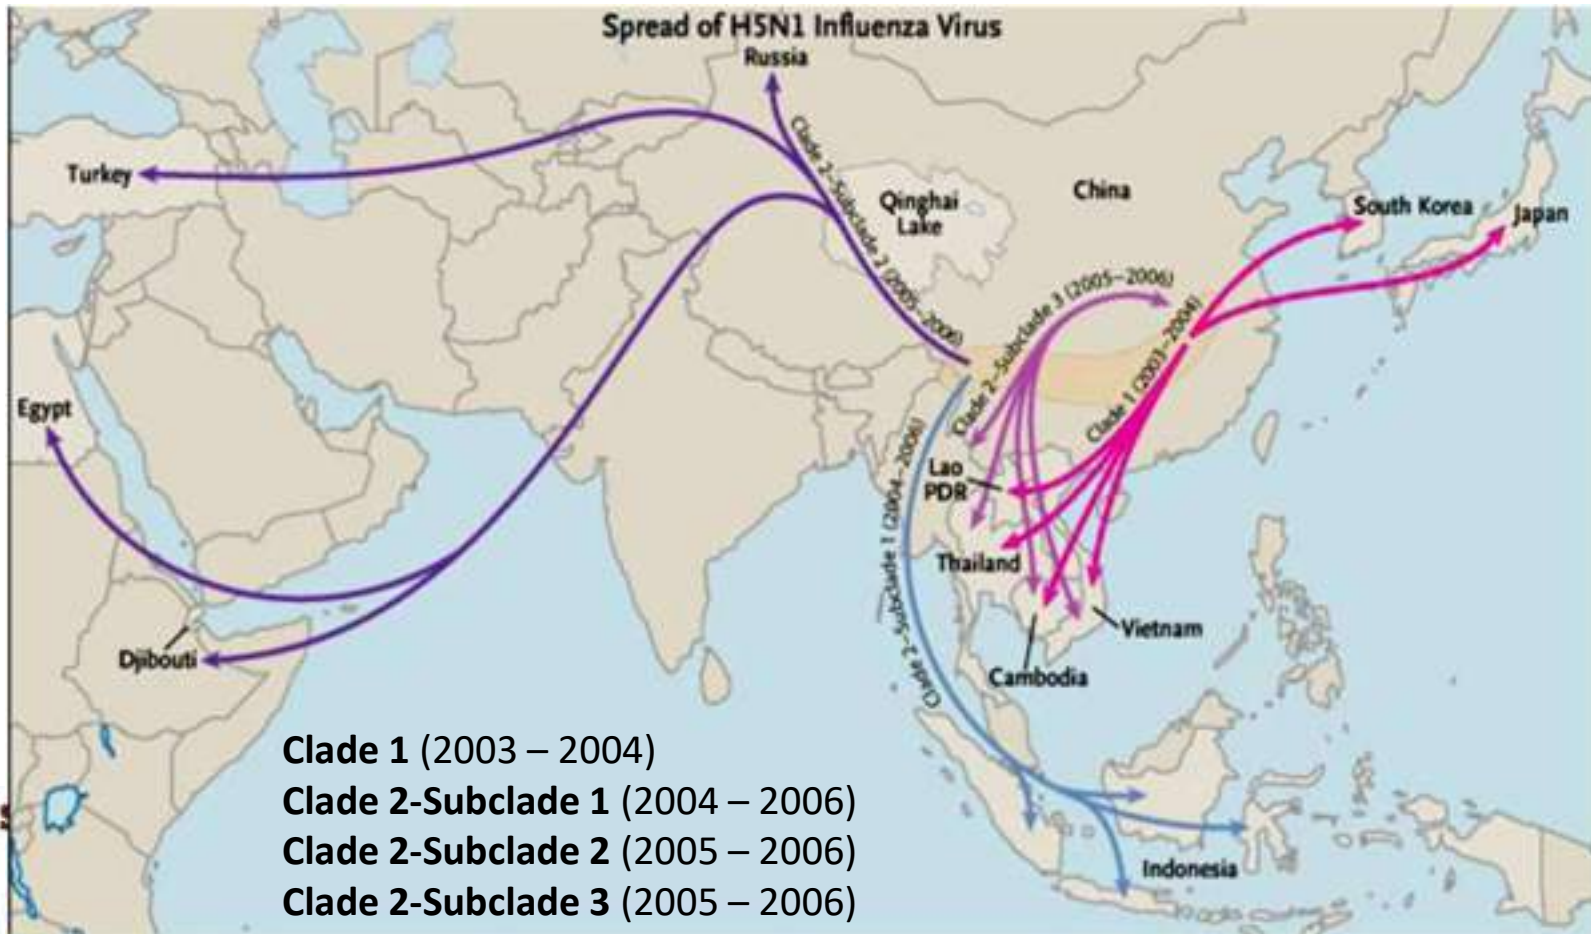 Spread of H5N1 Influenza Virus
Russia
Turkey
Clade 2–Subclade 2 (2005–2006)
Qinghai
Lake
China
South Korea
Japan
Clade 2–Subclade 3 (2005–2006)
Clade 1 (2003–2004)
Egypt
Lao
PDR
Clade 2–Subclade 1 (2004–2006)
Thailand
Vietnam
Djibouti
Cambodia
Indonesia
Clade 1 (2003 – 2004)
Clade 2-Subclade 1 (2004 – 2006)
Clade 2-Subclade 2 (2005 – 2006)
Clade 2-Subclade 3 (2005 – 2006)